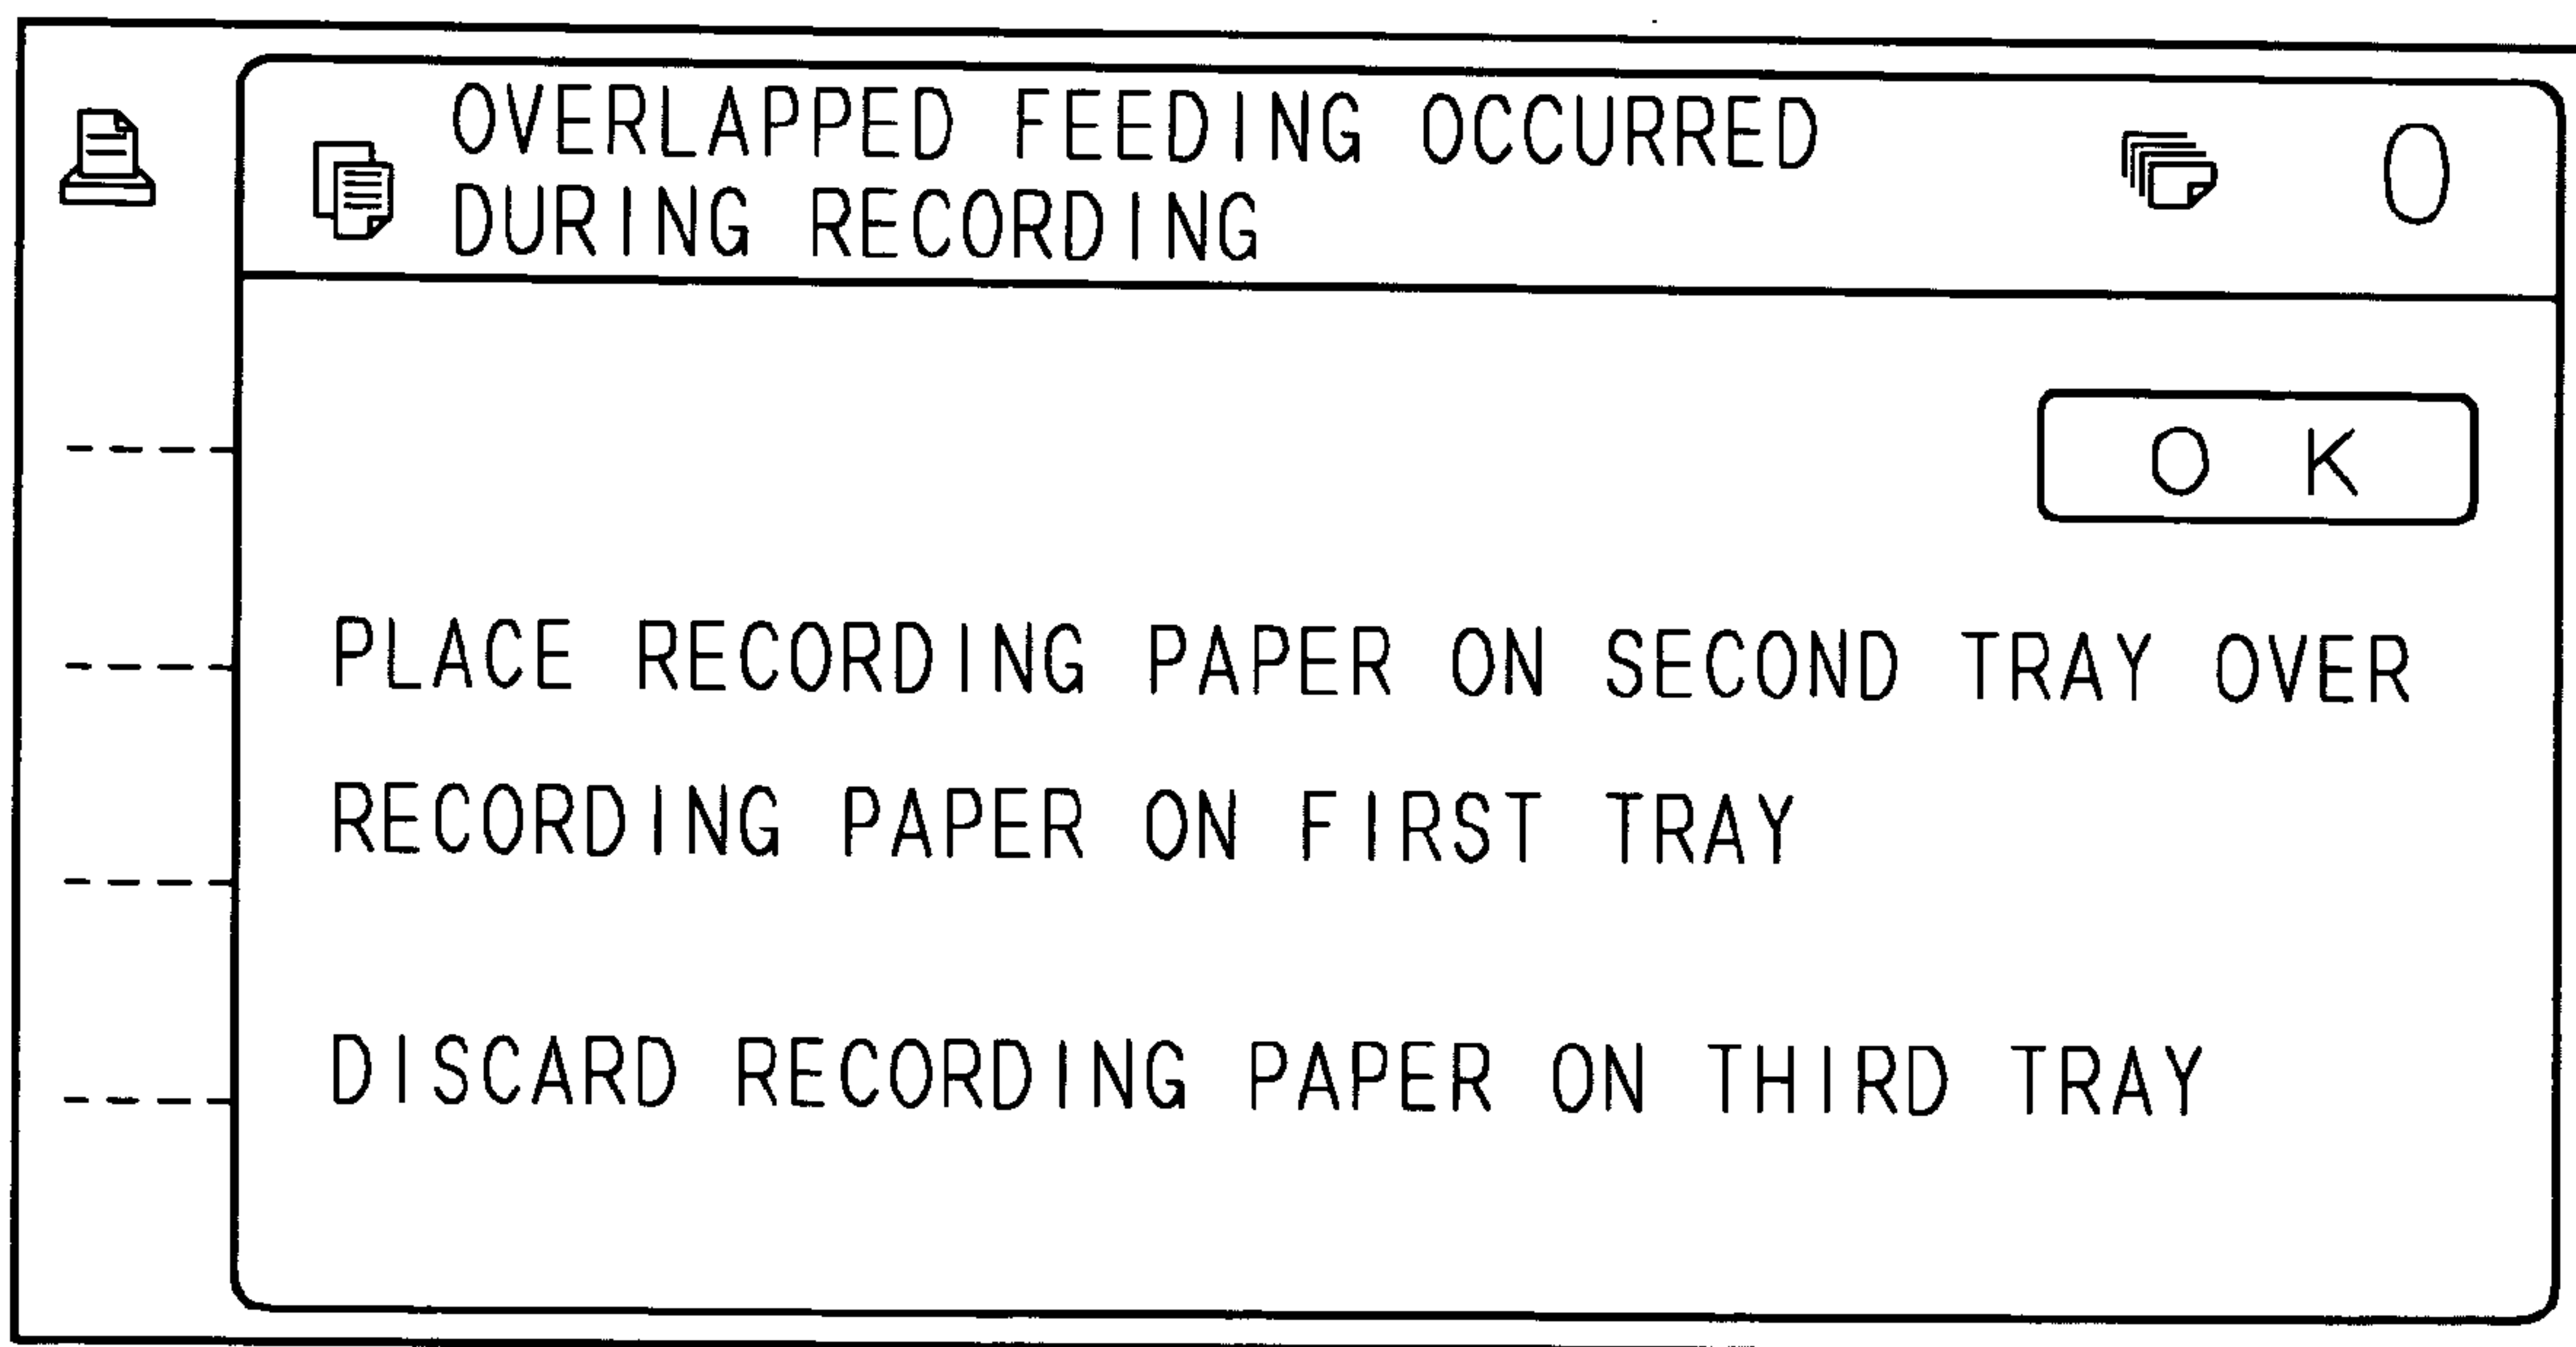 OVERLAPPED FEEDING OCCURRED
DURING RECORDING
0
OK
PLACE RECORDING PAPER ON SECOND TRAY OVER
RECORDING PAPER ON FIRST TRAY
DISCARD RECORDING PAPER ON THIRD TRAY